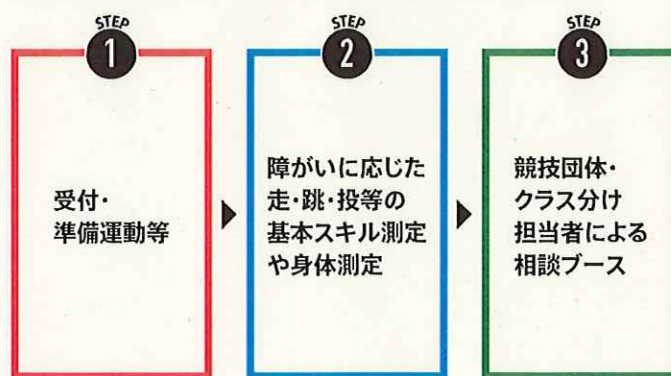 STEP
1
受付・
準備運動等
STEP
2
障がいに応じた
走・跳・投等の
基本スキル測定
や身体測定
STEP
3
競技団体・
クラス分け
担当者による
相談ブース